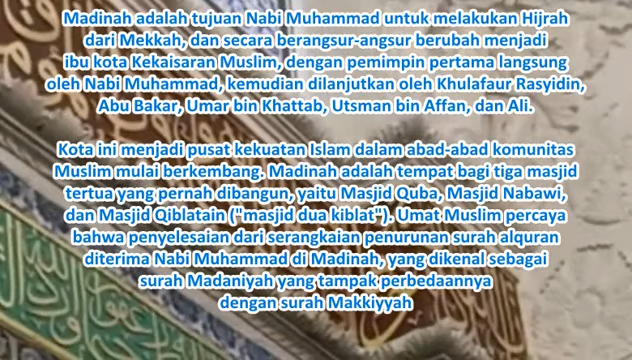 Madinah adalah tujuan Nabi Muhammad untuk melakukan Hijrah
dari Mekkah, dan secara berangsur-angsur berubah menjadi
ibu kota Kekaisaran Muslim, dengan pemimpin pertama langsung
oleh Nabi Muhammad, kemudian dilanjutkan oleh Khulafaur Rasyidin,
Abu Bakar, Umar bin Khattab, Utsman bin Affan, dan Ali.
Kota ini menjadi pusat kekuatan Islam dalam abad-abad komunitas
Muslim mulai berkembang. Madinah adalah tempat bagi tiga masjid
tertua yang pernah dibangun, yaitu Masjid Quba, Masjid Nabawi,
dan Masjid Qiblatain ("masjid dua kiblat"). Umat Muslim percaya
bahwa penyelesaian dari serangkaian penurunan surah alquran
diterima Nabi Muhammad di Madinah, yang dikenal sebagai
surah Madaniyah yang tampak perbedaannya
dengan surah Makkiyyah